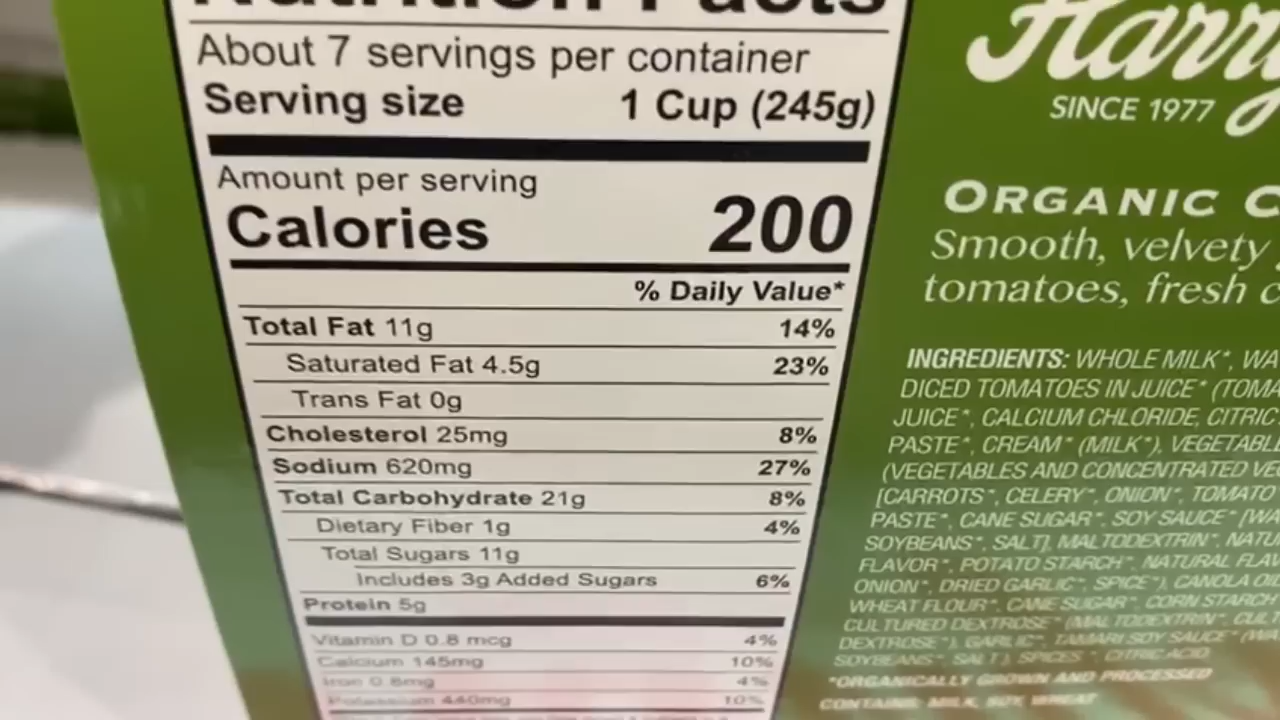 Nutrition Facts
About 7 servings per container
Serving size 1 Cup (245g)
Amount per serving
Calories 200
% Daily Value*
Total Fat 11g 14%
Saturated Fat 4.5g 23%
Trans Fat 0g
Cholesterol 25mg 8%
Sodium 620mg 27%
Total Carbohydrate 21g 8%
Dietary Fiber 1g 4%
Total Sugars 11g
Includes 3g Added Sugars 6%
Protein 5g
Vitamin D 0.8 mcg 4%
Calcium 145mg 10%
Iron 0.8mg 4%
Potassium 440mg 10%
Harry
SINCE 1977
ORGANIC C
Smooth, velvety
tomatoes, fresh c
INGREDIENTS: WHOLE MILK*, WA
DICED TOMATOES IN JUICE* (TOMA
JUICE*, CALCIUM CHLORIDE, CITRIC
PASTE*, CREAM* (MILK*), VEGETABL
(VEGETABLES AND CONCENTRATED VEG
[CARROTS*, CELERY*, ONION*, TOMATO
PASTE*, CANE SUGAR*, SOY SAUCE* [WA
SOYBEANS*, SALT], MALTODEXTRIN*, NATU
FLAVOR*, POTATO STARCH*, NATURAL FLAV
ONION*, DRIED GARLIC*, SPICE*), CANOLA OIL
WHEAT FLOUR*, CANE SUGAR*, CORN STARCH
CULTURED DEXTROSE* (MALTODEXTRIN*, CULT
DEXTROSE*), GARLIC*, TAMARI SOY SAUCE* (WA
SOYBEANS*, SALT), SPICES*, CITRIC ACID
*ORGANICALLY GROWN AND PROCESSED
CONTAINS MILK, SOY, WHEAT